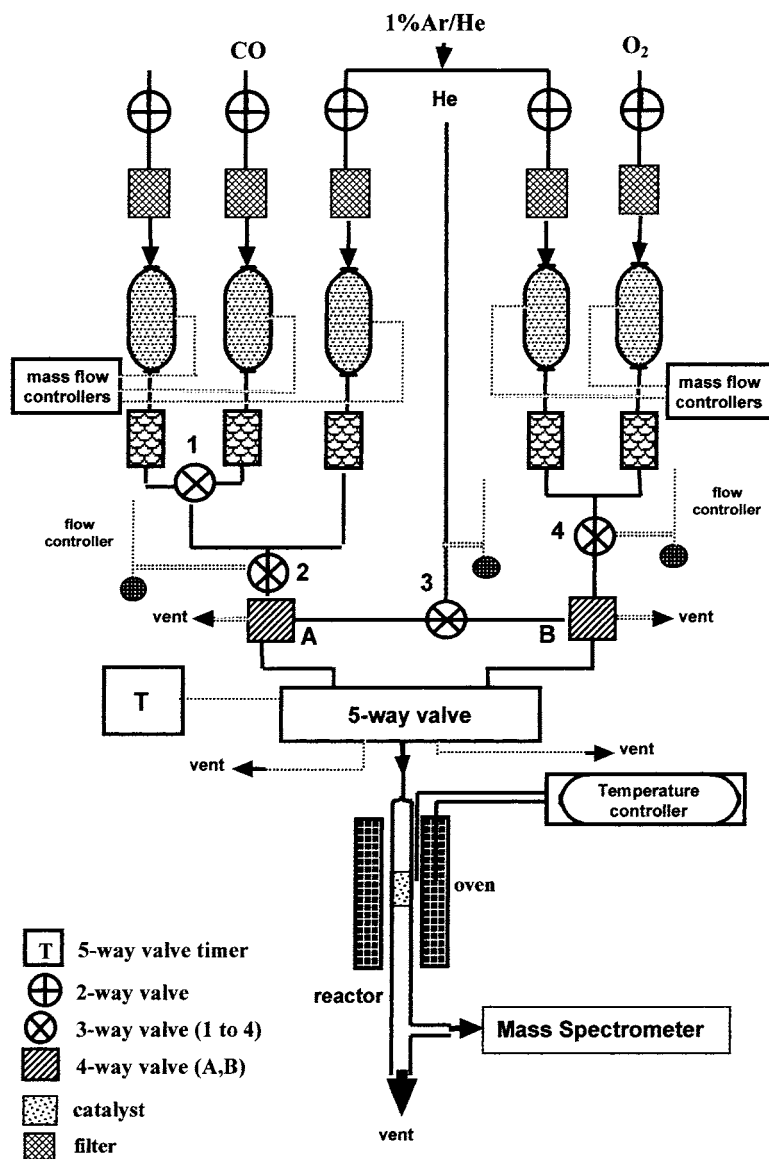 1%Ar/He
CO
O2
He
mass flow
controllers
mass flow
controllers
1
flow
controller
2
3
4
flow
controller
vent
A
B
vent
T
5-way valve
vent
vent
Temperature
controller
oven
reactor
Mass Spectrometer
vent
T 5-way valve timer
2-way valve
3-way valve (1 to 4)
4-way valve (A,B)
catalyst
filter